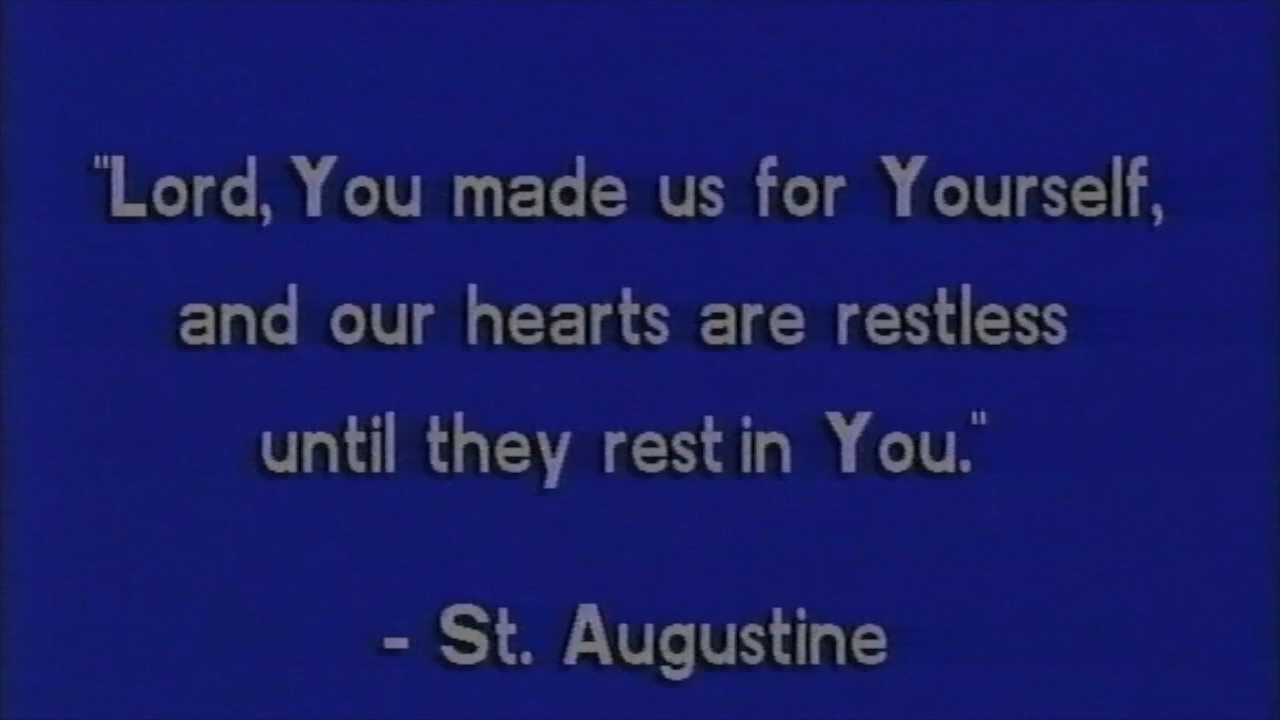 "Lord, You made us for Yourself,
and our hearts are restless
until they rest in You."
- St. Augustine